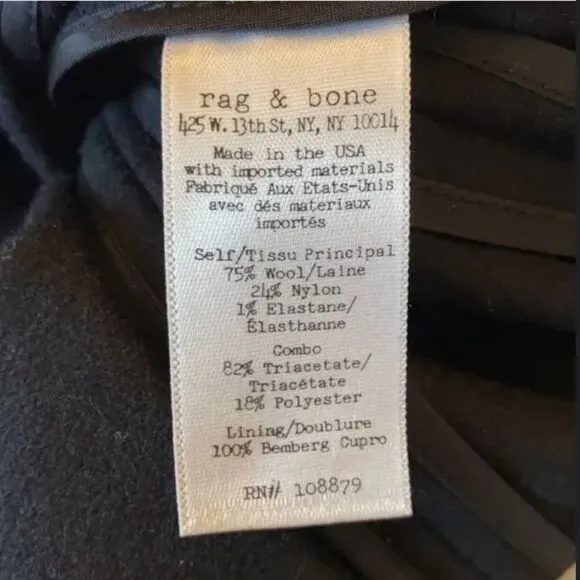 rag & bone
425 W. 13th St, NY, NY 10014
Made in the USA
with imported materials
Fabriqué Aux Etats-Unis
avec dés materiaux
importés
Self/Tissu Principal
75% Wool/Laine
24% Nylon
1% Elastane/
Élasthanne
Combo
82% Triacetate/
Triacétate
18% Polyester
Lining/Doublure
100% Bemberg Cupro
RN# 108879